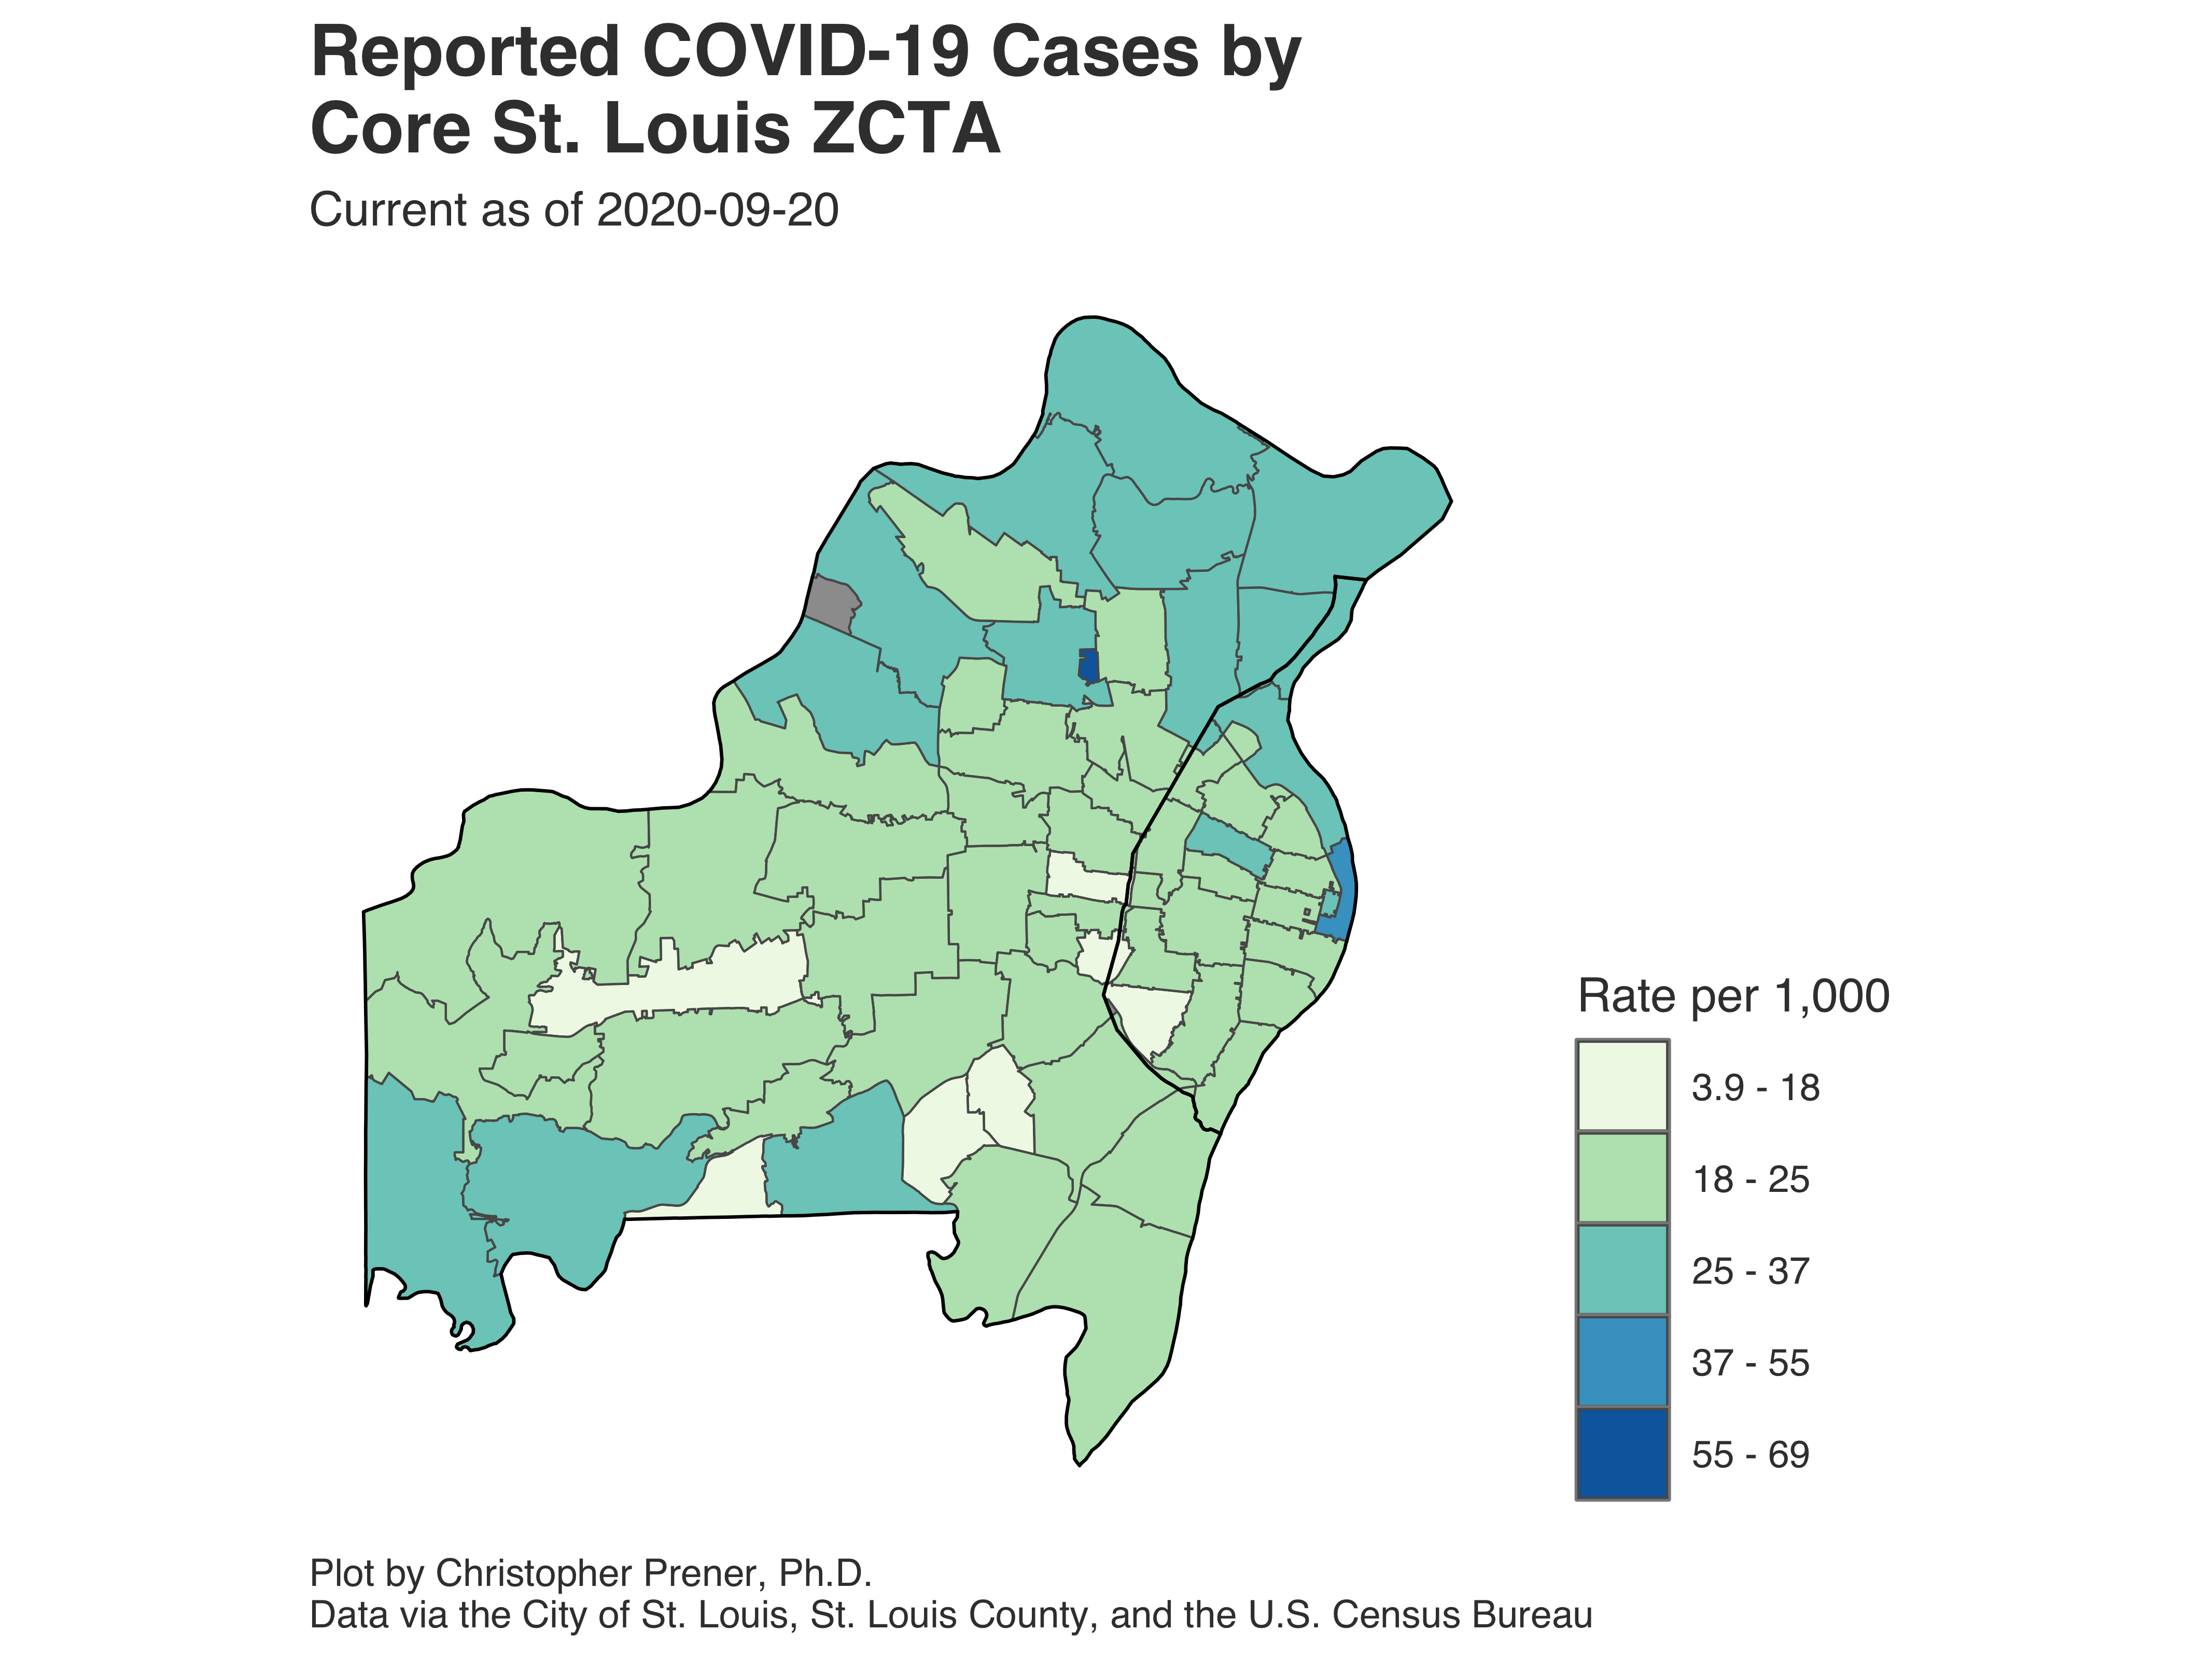 Reported COVID-19 Cases by
Core St. Louis ZCTA
Current as of 2020-09-20
Rate per 1,000
3.9 - 18
18 - 25
25 - 37
37 - 55
55 - 69
Plot by Christopher Prener, Ph.D.
Data via the City of St. Louis, St. Louis County, and the U.S. Census Bureau